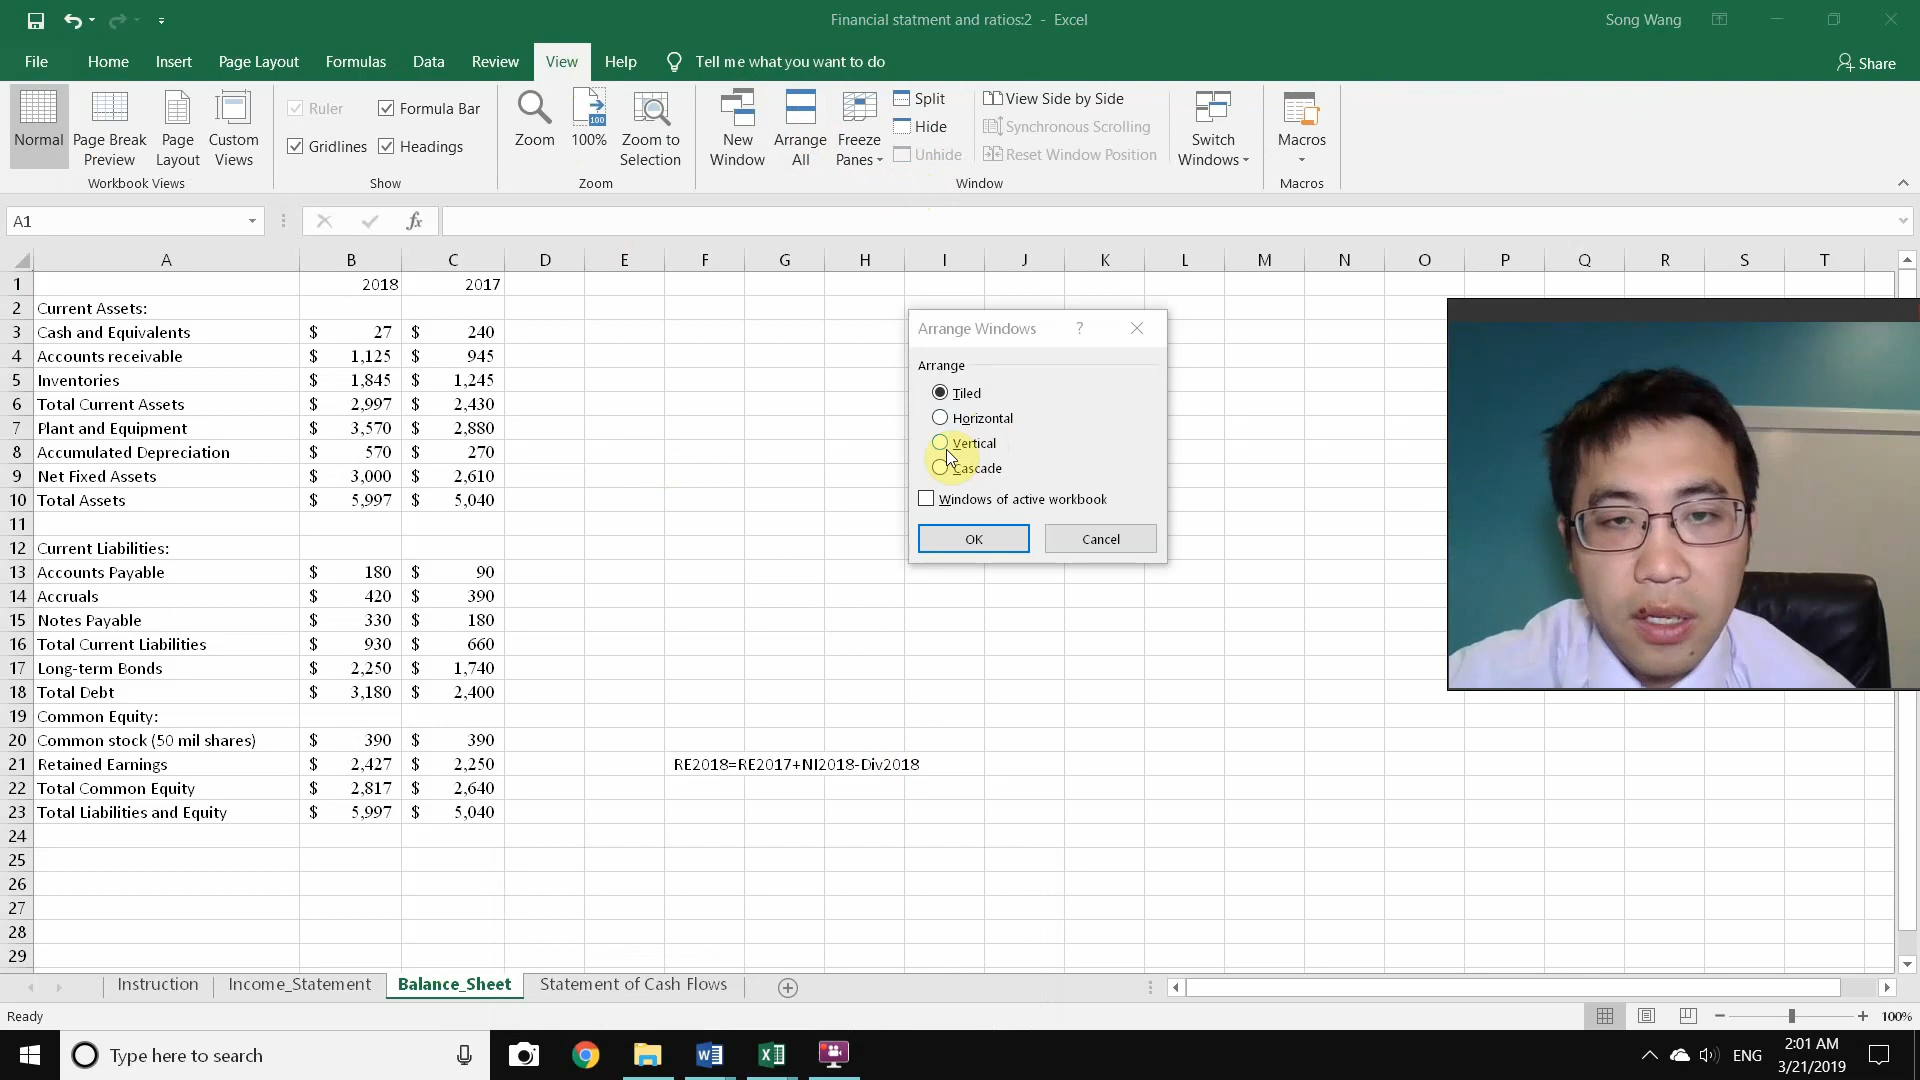 Financial statment and ratios:2 - Excel
Song Wang
File Home Insert Page Layout Formulas Data Review View Help Tell me what you want to do
Share
Normal
Page Break Preview
Page Layout
Custom Views
Workbook Views
Ruler
Formula Bar
Gridlines
Headings
Show
Zoom
100
100%
Zoom to Selection
Zoom
New Window
Arrange All
Freeze Panes
Split
Hide
Unhide
View Side by Side
Synchronous Scrolling
Reset Window Position
Switch Windows
Window
Macros
Macros
A1
fx
A B C D E F G H I J K L M N O P Q R S T
1 2018 2017
2 Current Assets:
3 Cash and Equivalents $ 27 $ 240
4 Accounts receivable $ 1,125 $ 945
5 Inventories $ 1,845 $ 1,245
6 Total Current Assets $ 2,997 $ 2,430
7 Plant and Equipment $ 3,570 $ 2,880
8 Accumulated Depreciation $ 570 $ 270
9 Net Fixed Assets $ 3,000 $ 2,610
10 Total Assets $ 5,997 $ 5,040
11
12 Current Liabilities:
13 Accounts Payable $ 180 $ 90
14 Accruals $ 420 $ 390
15 Notes Payable $ 330 $ 180
16 Total Current Liabilities $ 930 $ 660
17 Long-term Bonds $ 2,250 $ 1,740
18 Total Debt $ 3,180 $ 2,400
19 Common Equity:
20 Common stock (50 mil shares) $ 390 $ 390
21 Retained Earnings $ 2,427 $ 2,250 RE2018=RE2017+NI2018-Div2018
22 Total Common Equity $ 2,817 $ 2,640
23 Total Liabilities and Equity $ 5,997 $ 5,040
24
25
26
27
28
29
Arrange Windows ?
Arrange
Tiled
Horizontal
Vertical
Cascade
Windows of active workbook
OK Cancel
Instruction Income_Statement Balance_Sheet Statement of Cash Flows
Ready
100%
Type here to search
ENG
2:01 AM
3/21/2019